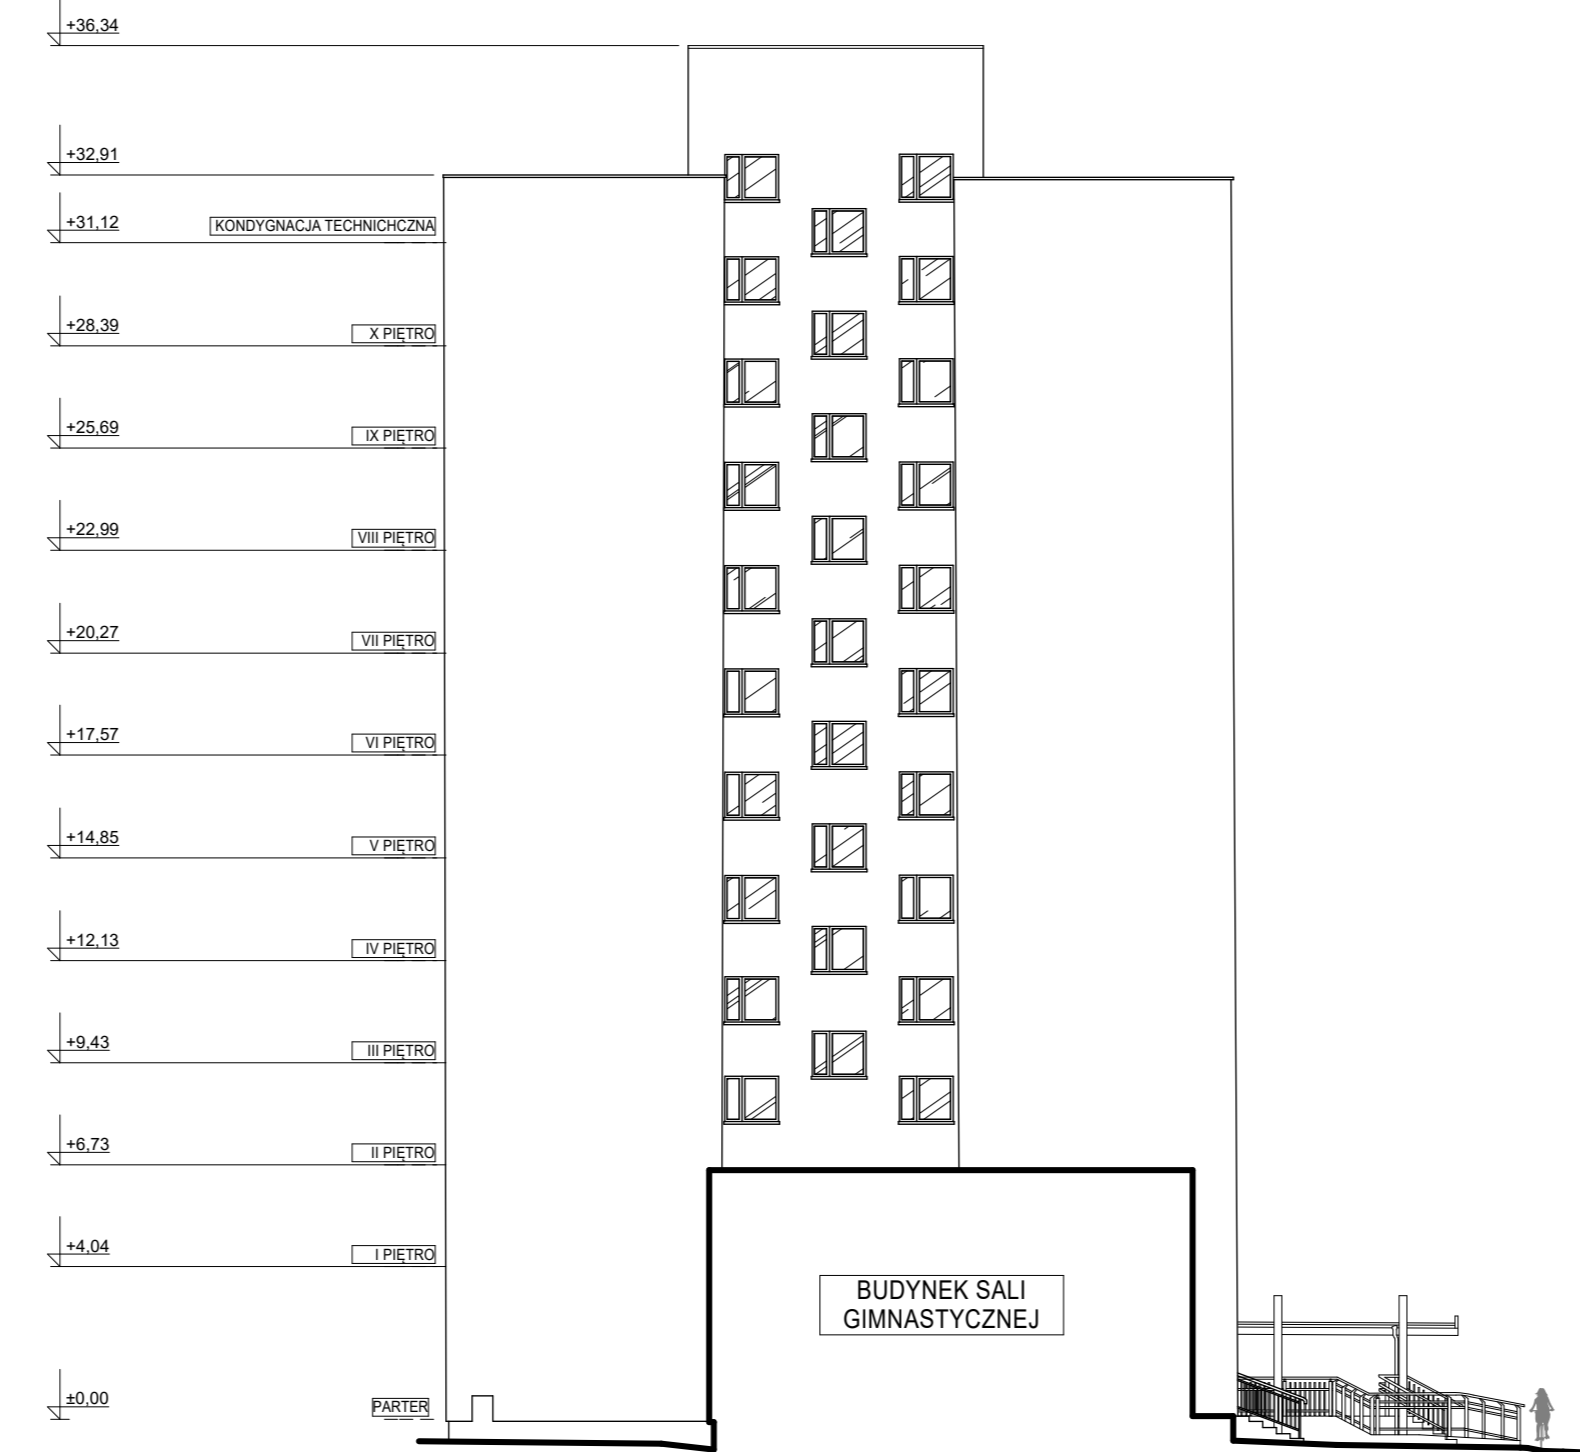 +36,34
+32,91
+31,12 KONDYGNACJA TECHNICHCZNA
+28,39 X PIĘTRO
+25,69 IX PIĘTRO
+22,99 VIII PIĘTRO
+20,27 VII PIĘTRO
+17,57 VI PIĘTRO
+14,85 V PIĘTRO
+12,13 IV PIĘTRO
+9,43 III PIĘTRO
+6,73 II PIĘTRO
+4,04 I PIĘTRO
BUDYNEK SALI
GIMNASTYCZNEJ
±0,00 PARTER